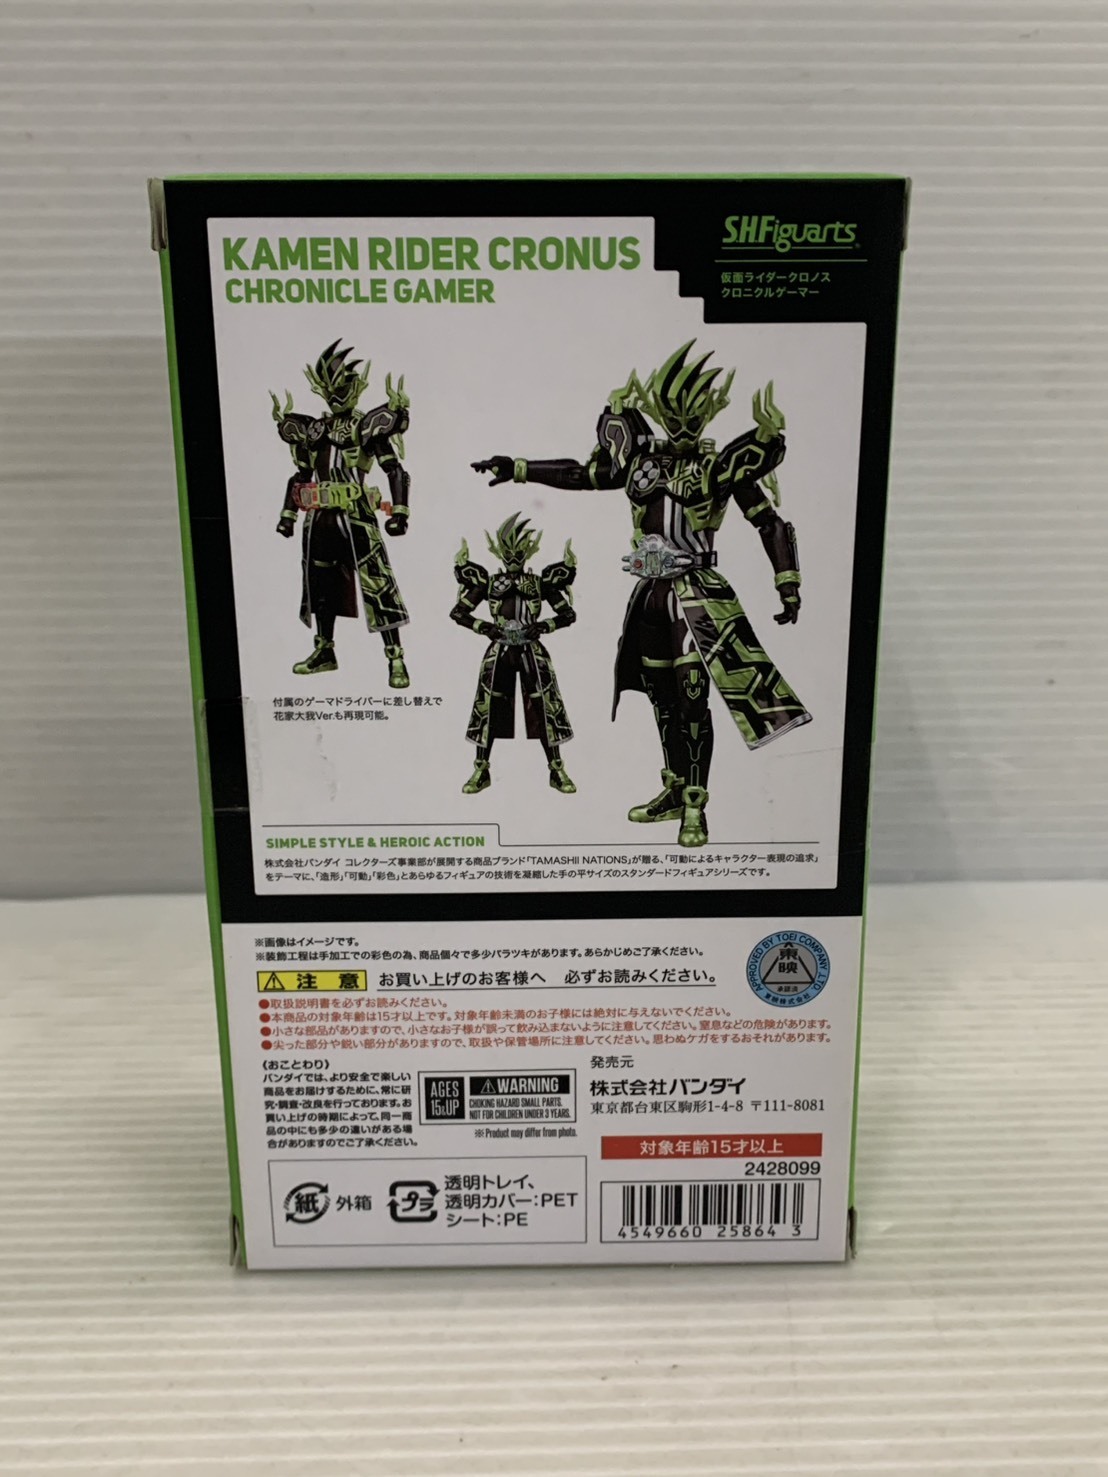 KAMEN RIDER CRONUS
CHRONICLE GAMER
S.H.Figuarts
仮面ライダークロノス
クロニクルゲーマー
付属のゲーマドライバーに差し替えで
花家大我Ver.も再現可能。
SIMPLE STYLE & HEROIC ACTION
株式会社バンダイ コレクターズ事業部が展開する商品ブランド「TAMASHII NATIONS」が贈る、「可動によるキャラクター表現の追求」
をテーマに、「造形」「可動」「彩色」とあらゆるフィギュアの技術を凝縮した手の平サイズのスタンダードフィギュアシリーズです。
※画像はイメージです。
※装飾工程は手加工での彩色の為、商品個々で多少バラツキがあります。あらかじめご了承ください。
注意 お買い上げのお客様へ 必ずお読みください。
●取扱説明書を必ずお読みください。
●本商品の対象年齢は15才以上です。対象年齢未満のお子様には絶対に与えないでください。
●小さな部品がありますので、小さなお子様が誤って飲み込まないように注意してください。窒息などの危険があります。
●尖った部分や鋭い部分がありますので、取扱や保管場所に注意してください。思わぬケガをするおそれがあります。
APPROVED BY TOEI COMPANY, LTD.
東映
承認済
東映株式会社
《おことわり》
バンダイでは、より安全で楽しい
商品をお届けするために、常に研
究・調査・改良を行っております。お
買い上げの時期によって、同一商
品の中にも多少の違いがある場
合がありますのでご了承ください。
AGES
15&UP
WARNING
CHOKING HAZARD SMALL PARTS.
NOT FOR CHILDREN UNDER 3 YEARS.
※Product may differ from photo.
発売元
株式会社バンダイ
東京都台東区駒形1-4-8 〒111-8081
対象年齢15才以上
2428099
紙 外箱
プラ
透明トレイ、
透明カバー：PET
シート：PE
4549660 25864 3